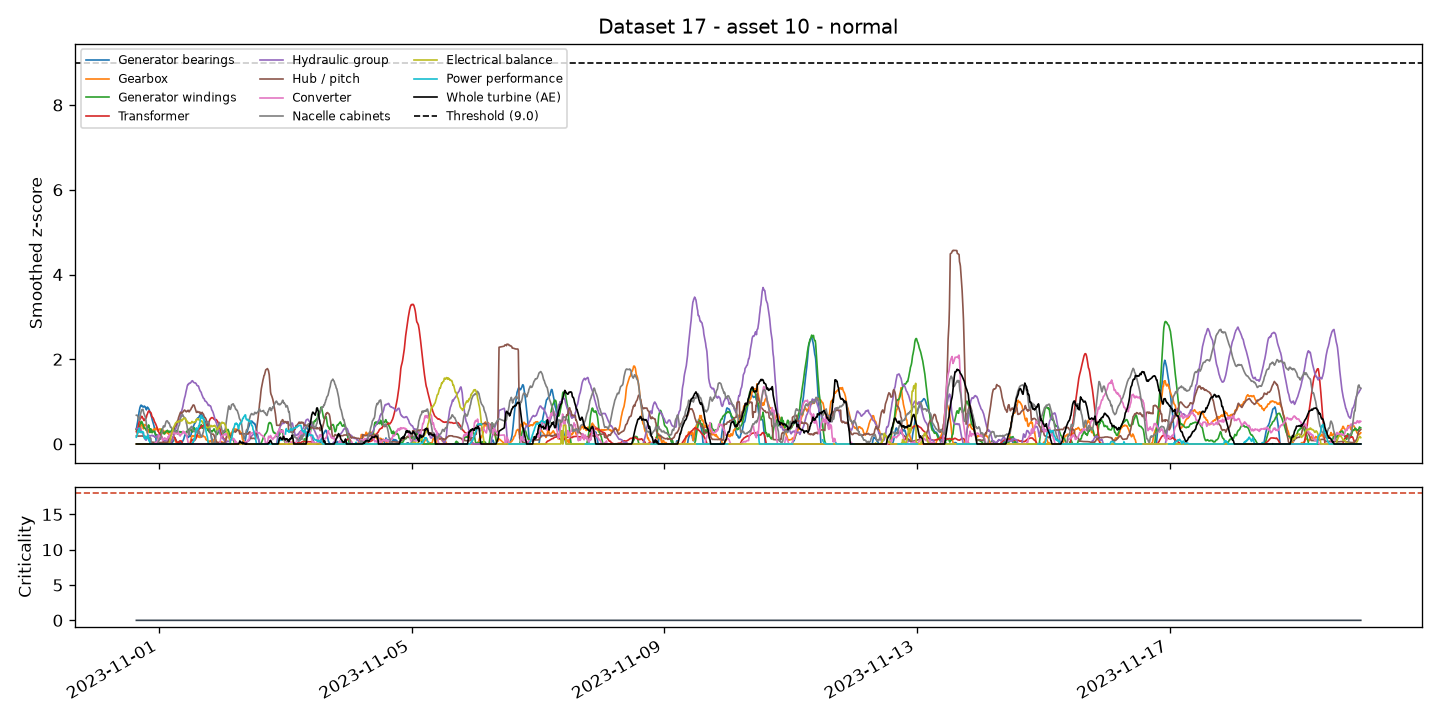 Dataset 17 - asset 10 - normal
Generator bearings
Gearbox
Generator windings
Transformer
Hydraulic group
Hub / pitch
Converter
Nacelle cabinets
Electrical balance
Power performance
Whole turbine (AE)
Threshold (9.0)
Smoothed z-score
8
6
4
2
0
Criticality
15
10
5
0
2023-11-01
2023-11-05
2023-11-09
2023-11-13
2023-11-17